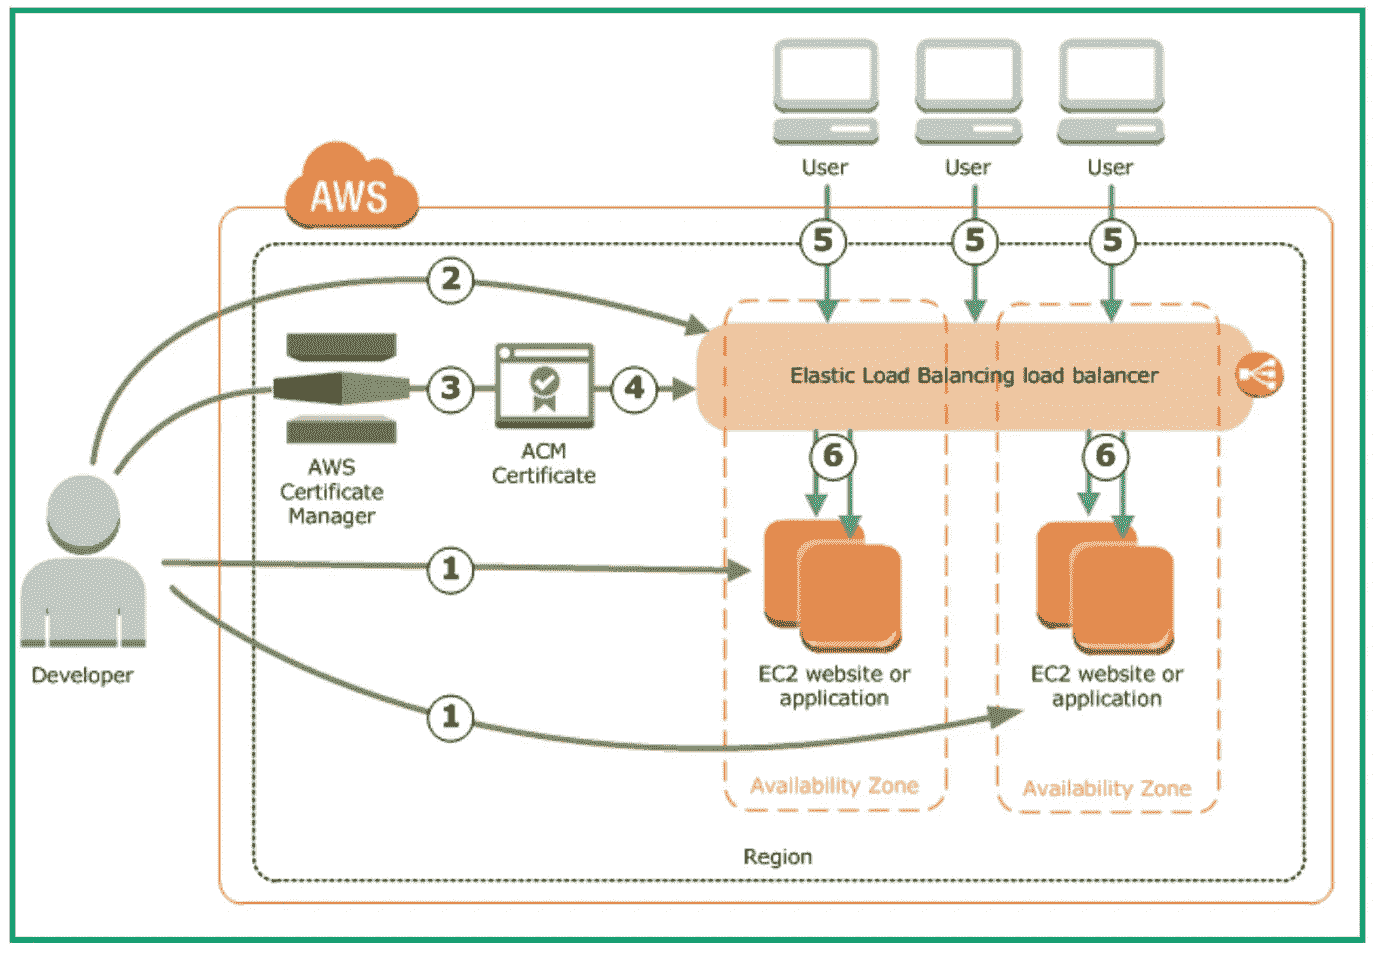 User
User
User
AWS
5
5
5
2
Elastic Load Balancing load balancer
3
4
ACM
Certificate
AWS
Certificate
Manager
6
6
1
Developer
EC2 website or
application
EC2 website or
application
1
Availability Zone
Availability Zone
Region